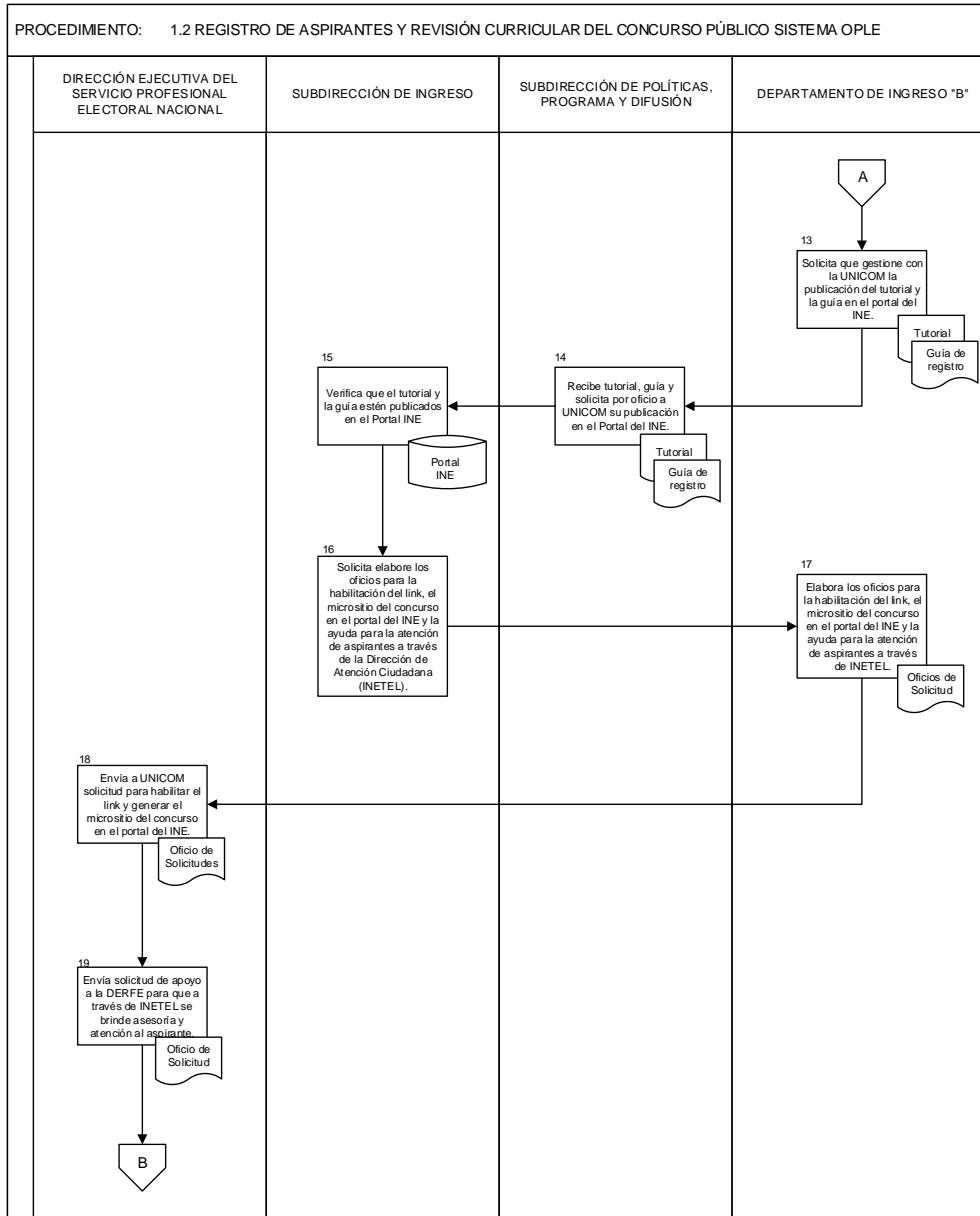 PROCEDIMIENTO: 1.2 REGISTRO DE ASPIRANTES Y REVISIÓN CURRICULAR DEL CONCURSO PÚBLICO SISTEMA OPLE
DIRECCIÓN EJECUTIVA DEL
SERVICIO PROFESIONAL
ELECTORAL NACIONAL
SUBDIRECCIÓN DE INGRESO
SUBDIRECCIÓN DE POLÍTICAS,
PROGRAMA Y DIFUSIÓN
DEPARTAMENTO DE INGRESO "B"
A
13
Solicita que gestione con
la UNICOM la
publicación del tutorial y
la guía en el portal del
INE.
Tutorial
Guía de
registro
14
Recibe tutorial, guía y
solicita por oficio a
UNICOM su publicación
en el Portal del INE.
Tutorial
Guía de
registro
15
Verifica que el tutorial y
la guía estén publicados
en el Portal INE
Portal
INE
16
Solicita elabore los
oficios para la
habilitación del link, el
micrositio del concurso
en el portal del INE y la
ayuda para la atención
de aspirantes a través
de la Dirección de
Atención Ciudadana
(INETEL).
17
Elabora los oficios para
la habilitación del link, el
micrositio del concurso
en el portal del INE y la
ayuda para la atención
de aspirantes a través
de INETEL.
Oficios de
Solicitud
18
Envía a UNICOM
solicitud para habilitar el
link y generar el
micrositio del concurso
en el portal del INE.
Oficio de
Solicitudes
19
Envía solicitud de apoyo
a la DERFE para que a
través de INETEL se
brinde asesoría y
atención al aspirante.
Oficio de
Solicitud
B